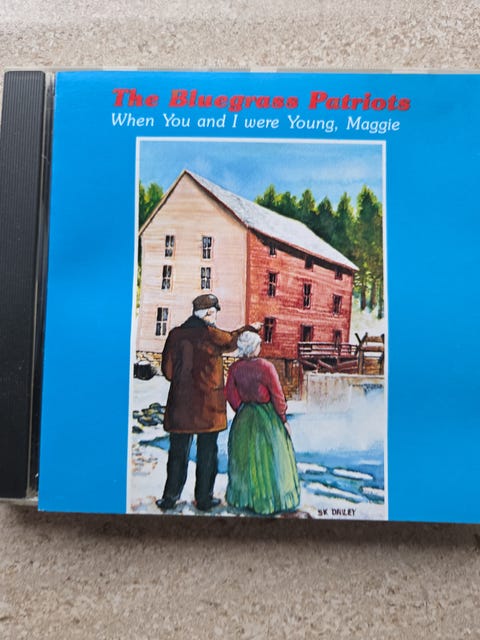 The Bluegrass Patriots
When You and I were Young, Maggie
SK DAILEY